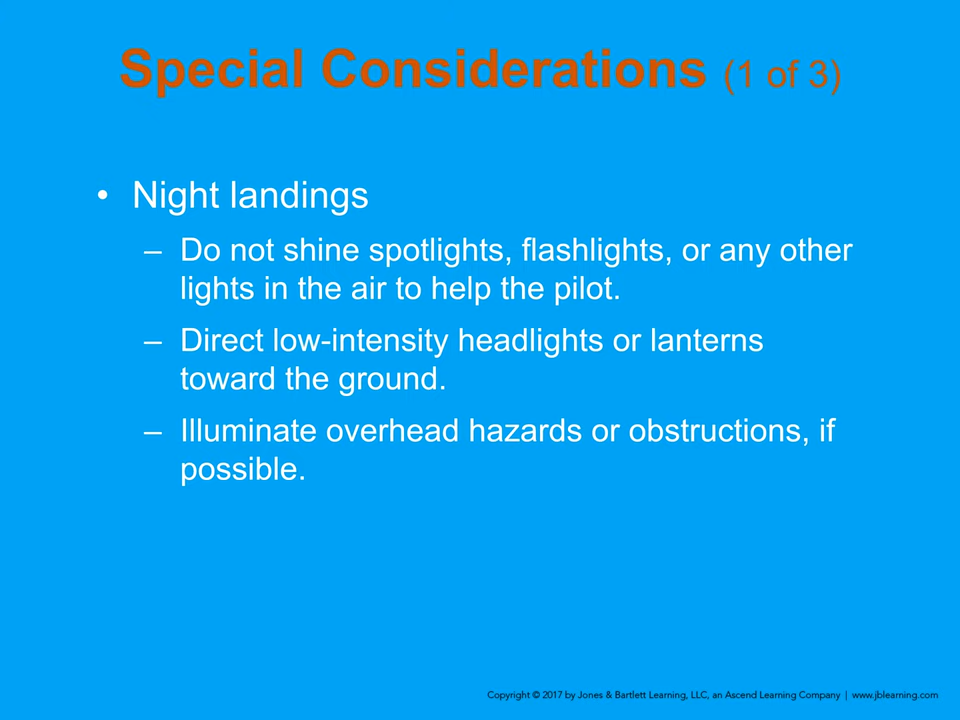 Special Considerations (1 of 3)
• Night landings
– Do not shine spotlights, flashlights, or any other
lights in the air to help the pilot.
– Direct low-intensity headlights or lanterns
toward the ground.
– Illuminate overhead hazards or obstructions, if
possible.
Copyright © 2017 by Jones & Bartlett Learning, LLC, an Ascend Learning Company | www.jblearning.com